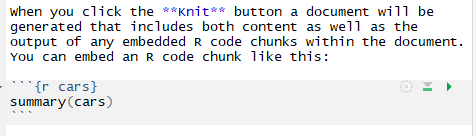 When you click the **Knit** button a document will be
generated that includes both content as well as the
output of any embedded R code chunks within the document.
You can embed an R code chunk like this:
```{r cars}
summary(cars)
```